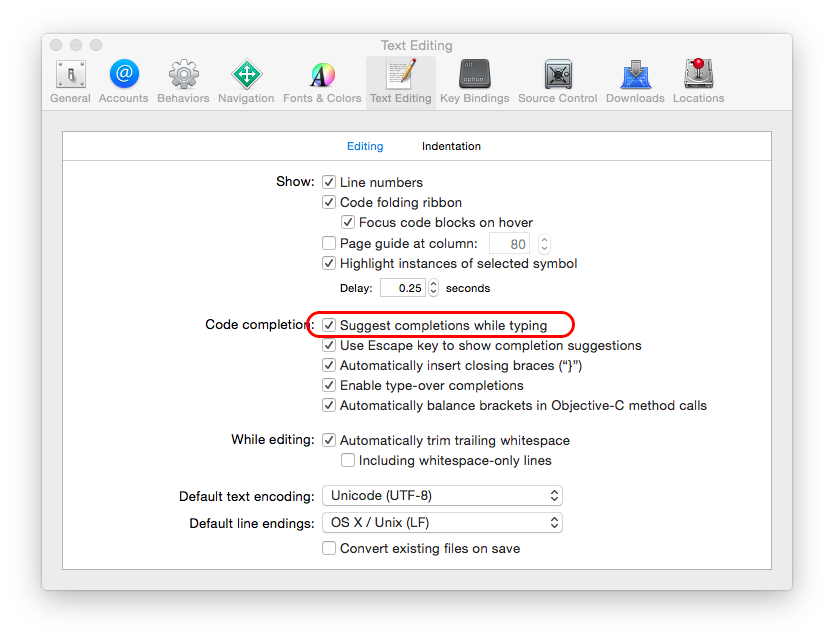 Text Editing
General Accounts Behaviors Navigation Fonts & Colors Text Editing Key Bindings Source Control Downloads Locations
alt
option
Editing Indentation
Show: Line numbers
Code folding ribbon
Focus code blocks on hover
Page guide at column: 80
Highlight instances of selected symbol
Delay: 0.25 seconds
Code completion: Suggest completions while typing
Use Escape key to show completion suggestions
Automatically insert closing braces (“}”)
Enable type-over completions
Automatically balance brackets in Objective-C method calls
While editing: Automatically trim trailing whitespace
Including whitespace-only lines
Default text encoding: Unicode (UTF-8)
Default line endings: OS X / Unix (LF)
Convert existing files on save